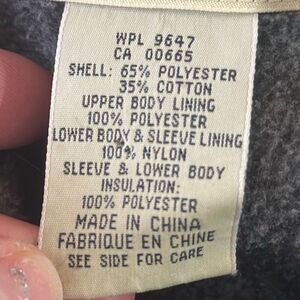 WPL 9647
CA 00665
SHELL: 65% POLYESTER
35% COTTON
UPPER BODY LINING
100% POLYESTER
LOWER BODY & SLEEVE LINING
100% NYLON
SLEEVE & LOWER BODY
INSULATION:
100% POLYESTER
MADE IN CHINA
FABRIQUE EN CHINE
SEE SIDE FOR CARE